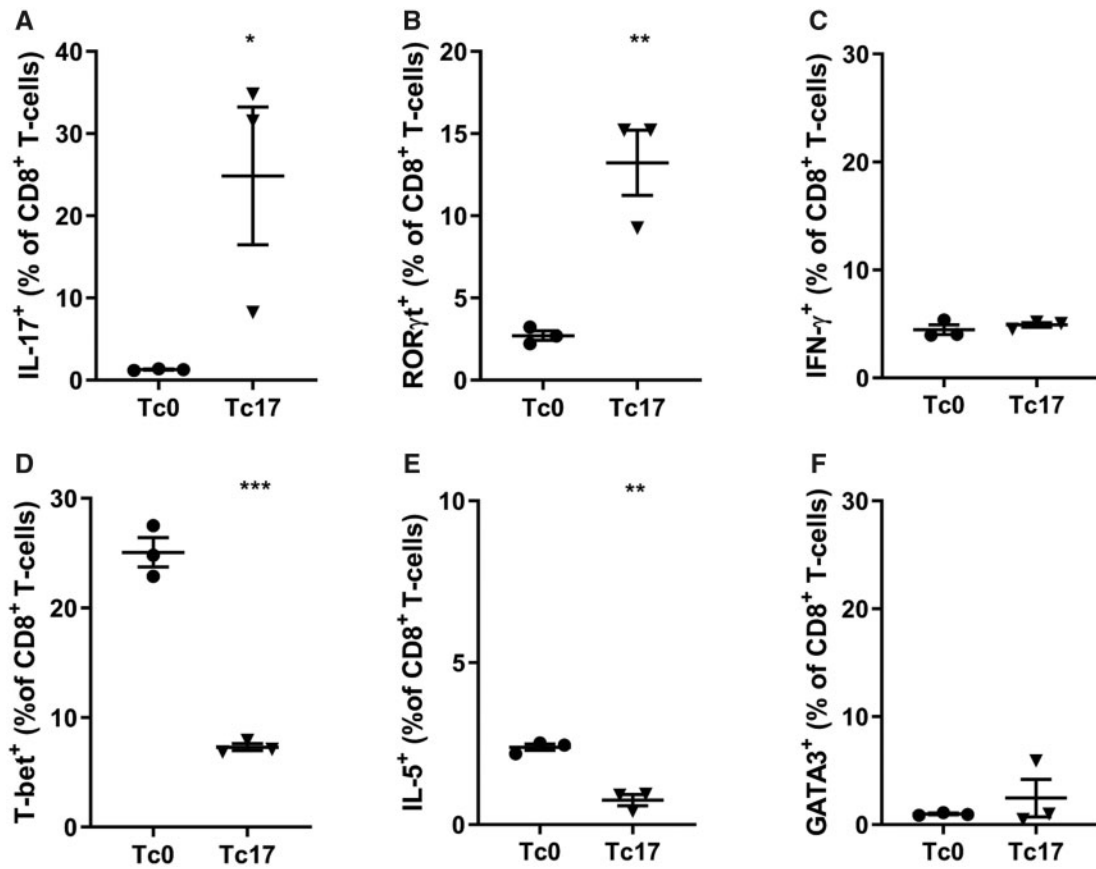 A
IL-17⁺ (% of CD8⁺ T-cells)
40
30
20
10
0
*
Tc0 Tc17
B
RORγt⁺ (% of CD8⁺ T-cells)
20
15
10
5
0
**
Tc0 Tc17
C
IFN-γ⁺ (% of CD8⁺ T-cells)
30
20
10
0
Tc0 Tc17
D
T-bet⁺ (%of CD8⁺ T-cells)
30
20
10
0
***
Tc0 Tc17
E
IL-5⁺ (%of CD8⁺ T-cells)
10
5
0
**
Tc0 Tc17
F
GATA3⁺ (% of CD8⁺ T-cells)
30
20
10
0
Tc0 Tc17